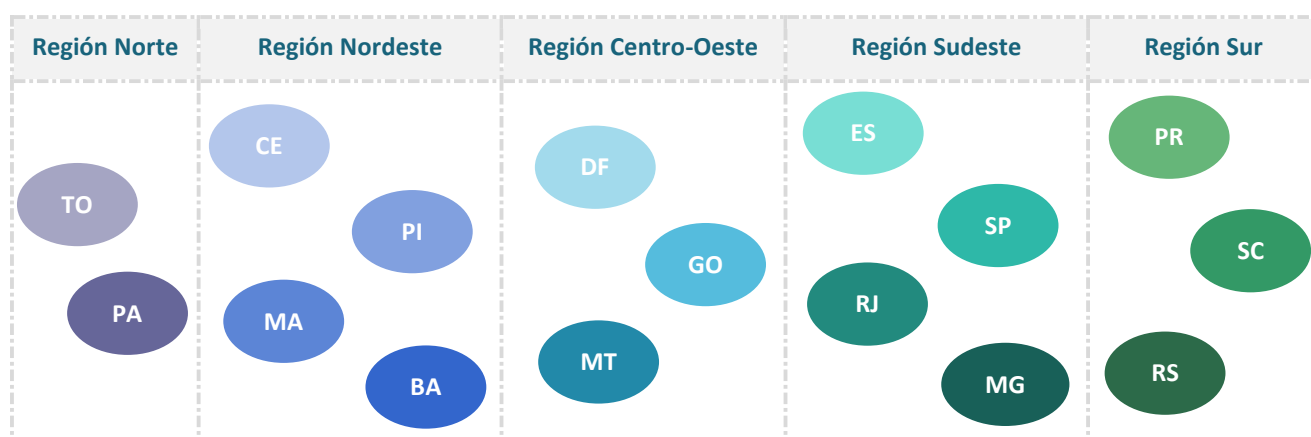 Región Norte
Región Nordeste
Región Centro-Oeste
Región Sudeste
Región Sur
TO
PA
CE
PI
MA
BA
DF
GO
MT
ES
SP
RJ
MG
PR
SC
RS